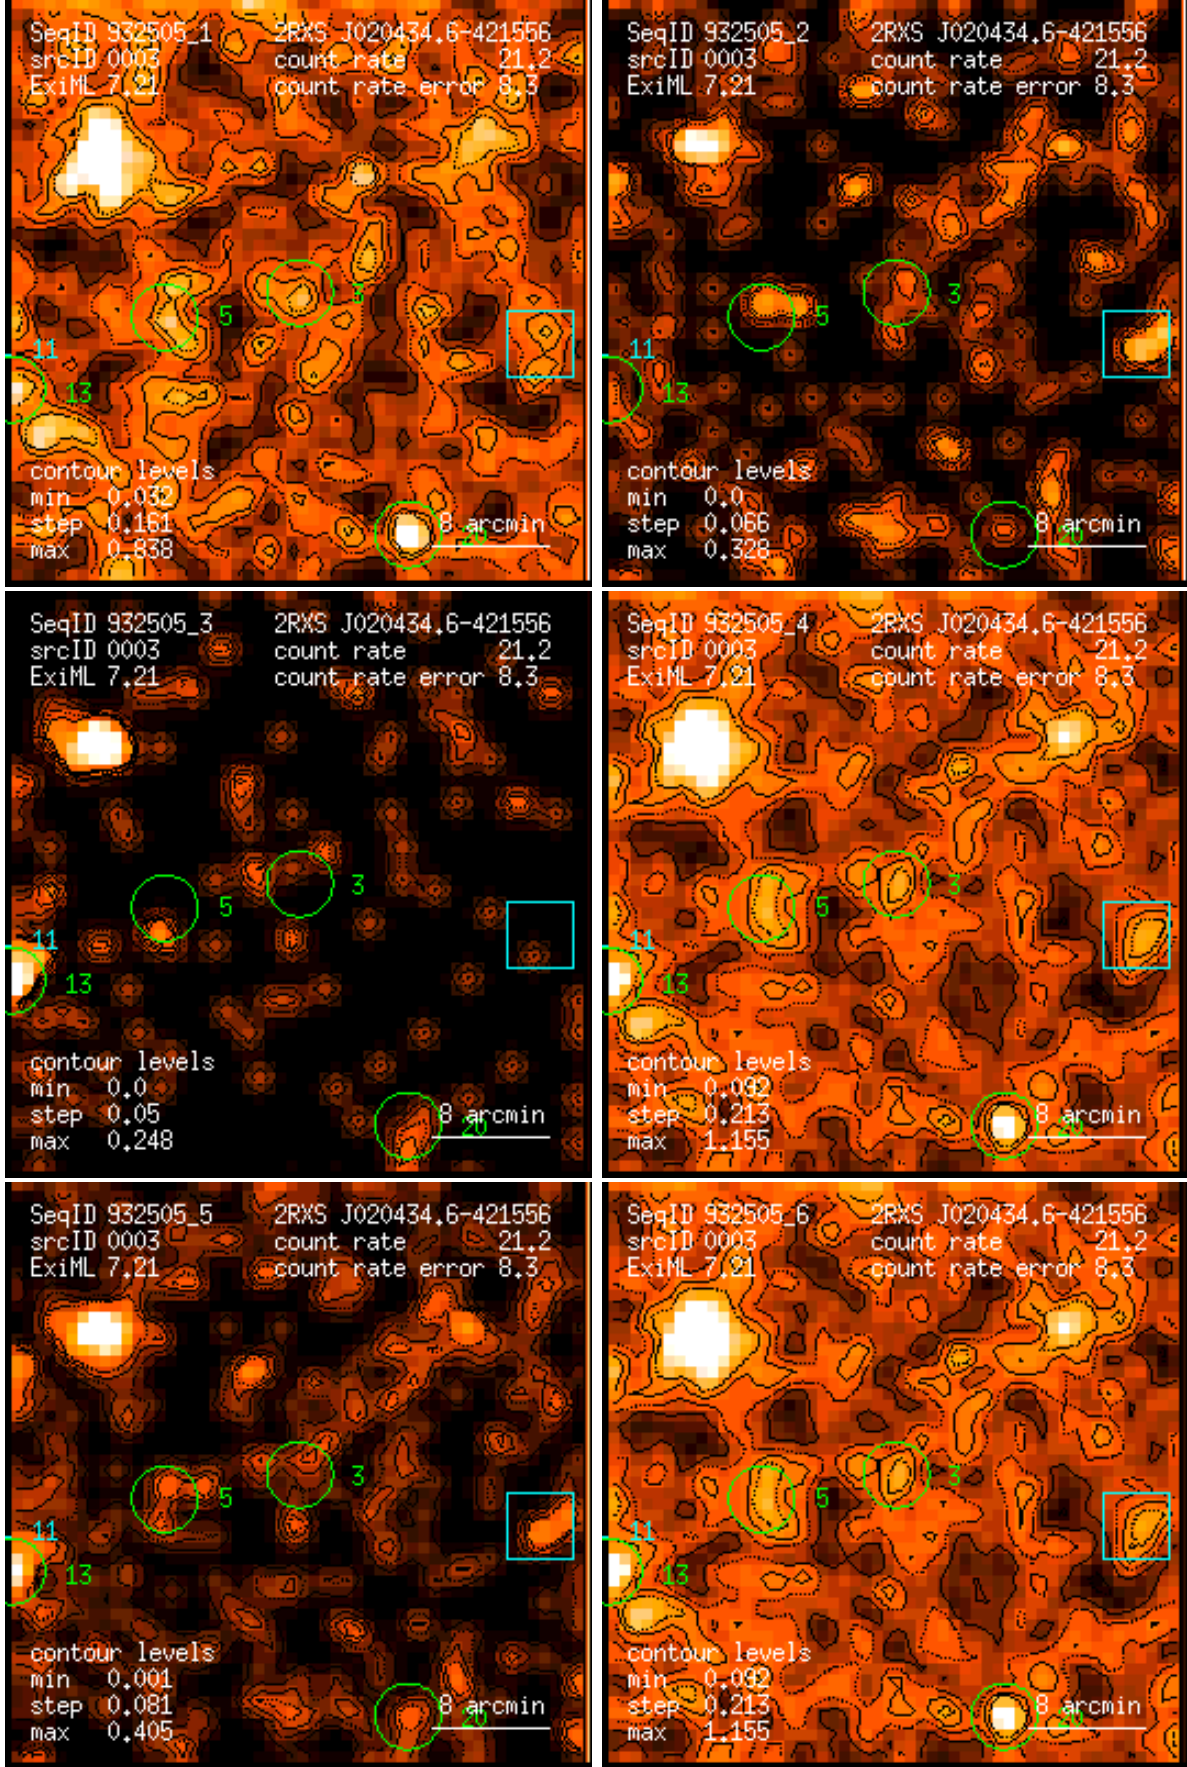 SeqID 932505_1 2RXS J020434.6-421556
srcID 0003 count rate 21.2
ExiML 7.21 count rate error 8.3
3
5
11
13
contour levels
min 0.032
step 0.161
max 0.838
8 arcmin
20
SeqID 932505_2 2RXS J020434.6-421556
srcID 0003 count rate 21.2
ExiML 7.21 count rate error 8.3
3
5
11
13
contour levels
min 0.0
step 0.066
max 0.328
8 arcmin
20
SeqID 932505_3 2RXS J020434.6-421556
srcID 0003 count rate 21.2
ExiML 7.21 count rate error 8.3
3
5
11
13
contour levels
min 0.0
step 0.05
max 0.248
8 arcmin
20
SeqID 932505_4 2RXS J020434.6-421556
srcID 0003 count rate 21.2
ExiML 7.21 count rate error 8.3
3
5
11
13
contour levels
min 0.092
step 0.213
max 1.155
8 arcmin
20
SeqID 932505_5 2RXS J020434.6-421556
srcID 0003 count rate 21.2
ExiML 7.21 count rate error 8.3
3
5
11
13
contour levels
min 0.001
step 0.081
max 0.405
8 arcmin
20
SeqID 932505_6 2RXS J020434.6-421556
srcID 0003 count rate 21.2
ExiML 7.21 count rate error 8.3
3
5
11
13
contour levels
min 0.092
step 0.213
max 1.155
8 arcmin
20